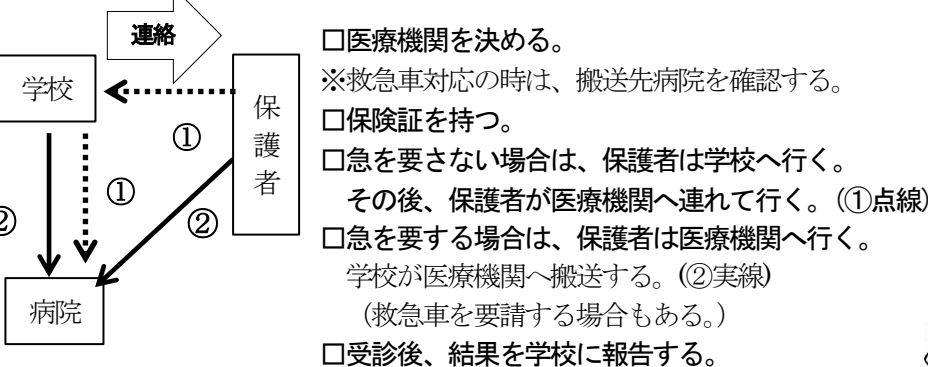 連絡
学校
保護者
①
①
②
②
病院
□医療機関を決める。
※救急車対応の時は、搬送先病院を確認する。
□保険証を持つ。
□急を要さない場合は、保護者は学校へ行く。
その後、保護者が医療機関へ連れて行く。(①点線)
□急を要する場合は、保護者は医療機関へ行く。
学校が医療機関へ搬送する。(②実線)
（救急車を要請する場合もある。）
□受診後、結果を学校に報告する。